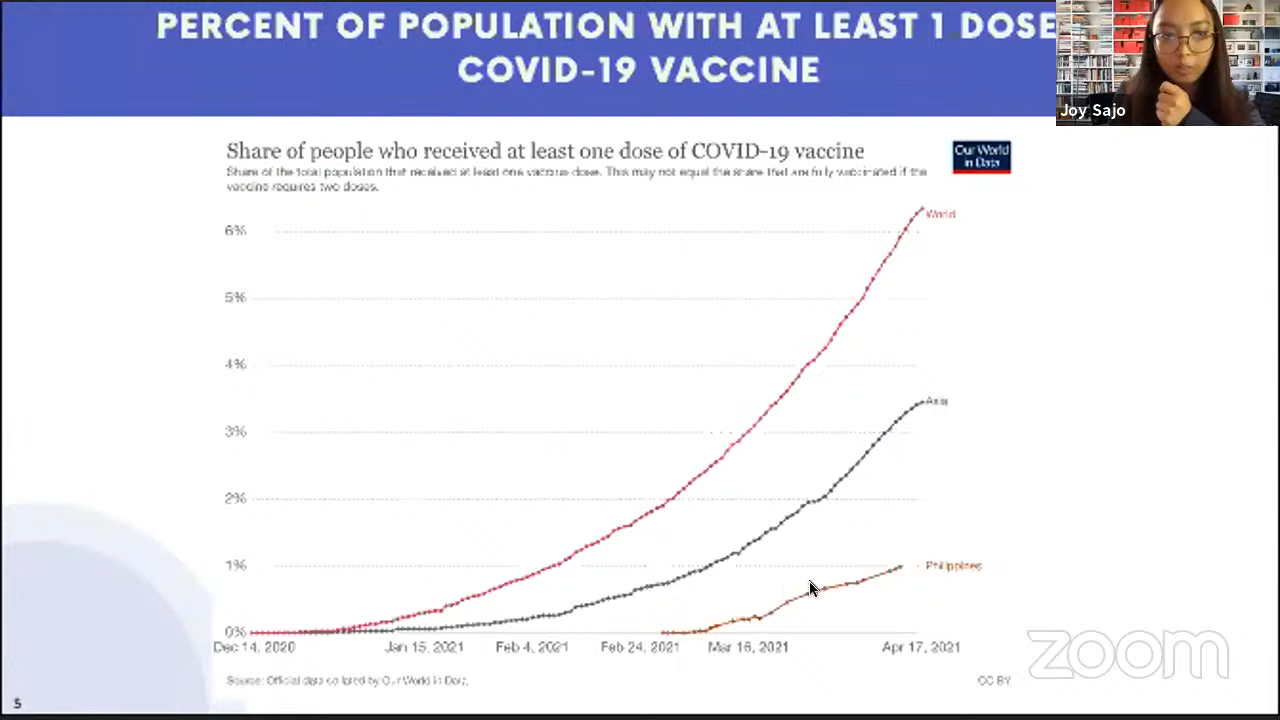 PERCENT OF POPULATION WITH AT LEAST 1 DOSE
COVID-19 VACCINE
Joy Sajo
Share of people who received at least one dose of COVID-19 vaccine
Our World
in Data
Share of the total population that received at least one vaccine dose. This may not equal the share that are fully vaccinated if the
vaccine requires two doses.
World
6%
5%
4%
Asia
3%
2%
1%
Philippines
0%
Dec 14, 2020 Jan 15, 2021 Feb 4, 2021 Feb 24, 2021 Mar 16, 2021 Apr 17, 2021
zoom
Source: Official data collated by Our World in Data.
CC BY
5